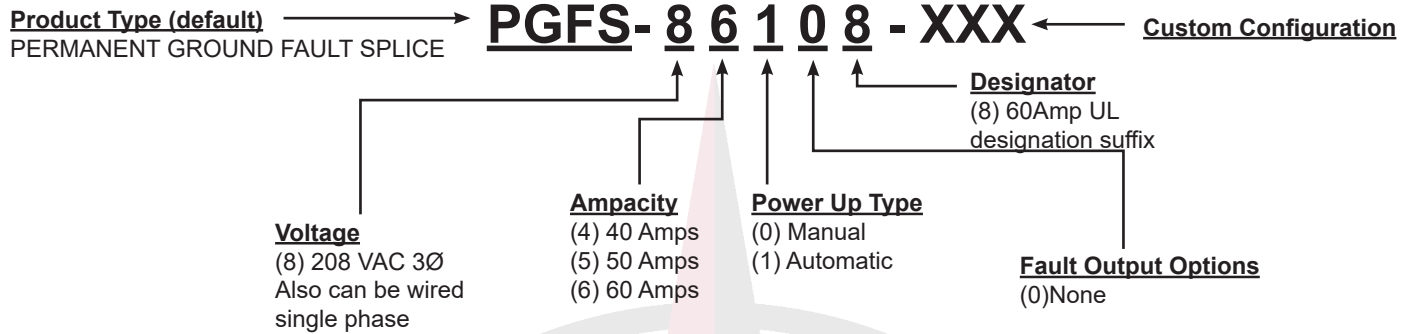 Product Type (default)
PERMANENT GROUND FAULT SPLICE
PGFS- 8 6 1 0 8 - XXX
Custom Configuration
Designator
(8) 60Amp UL
designation suffix
Voltage
(8) 208 VAC 3Ø
Also can be wired
single phase
Ampacity
(4) 40 Amps
(5) 50 Amps
(6) 60 Amps
Power Up Type
(0) Manual
(1) Automatic
Fault Output Options
(0)None